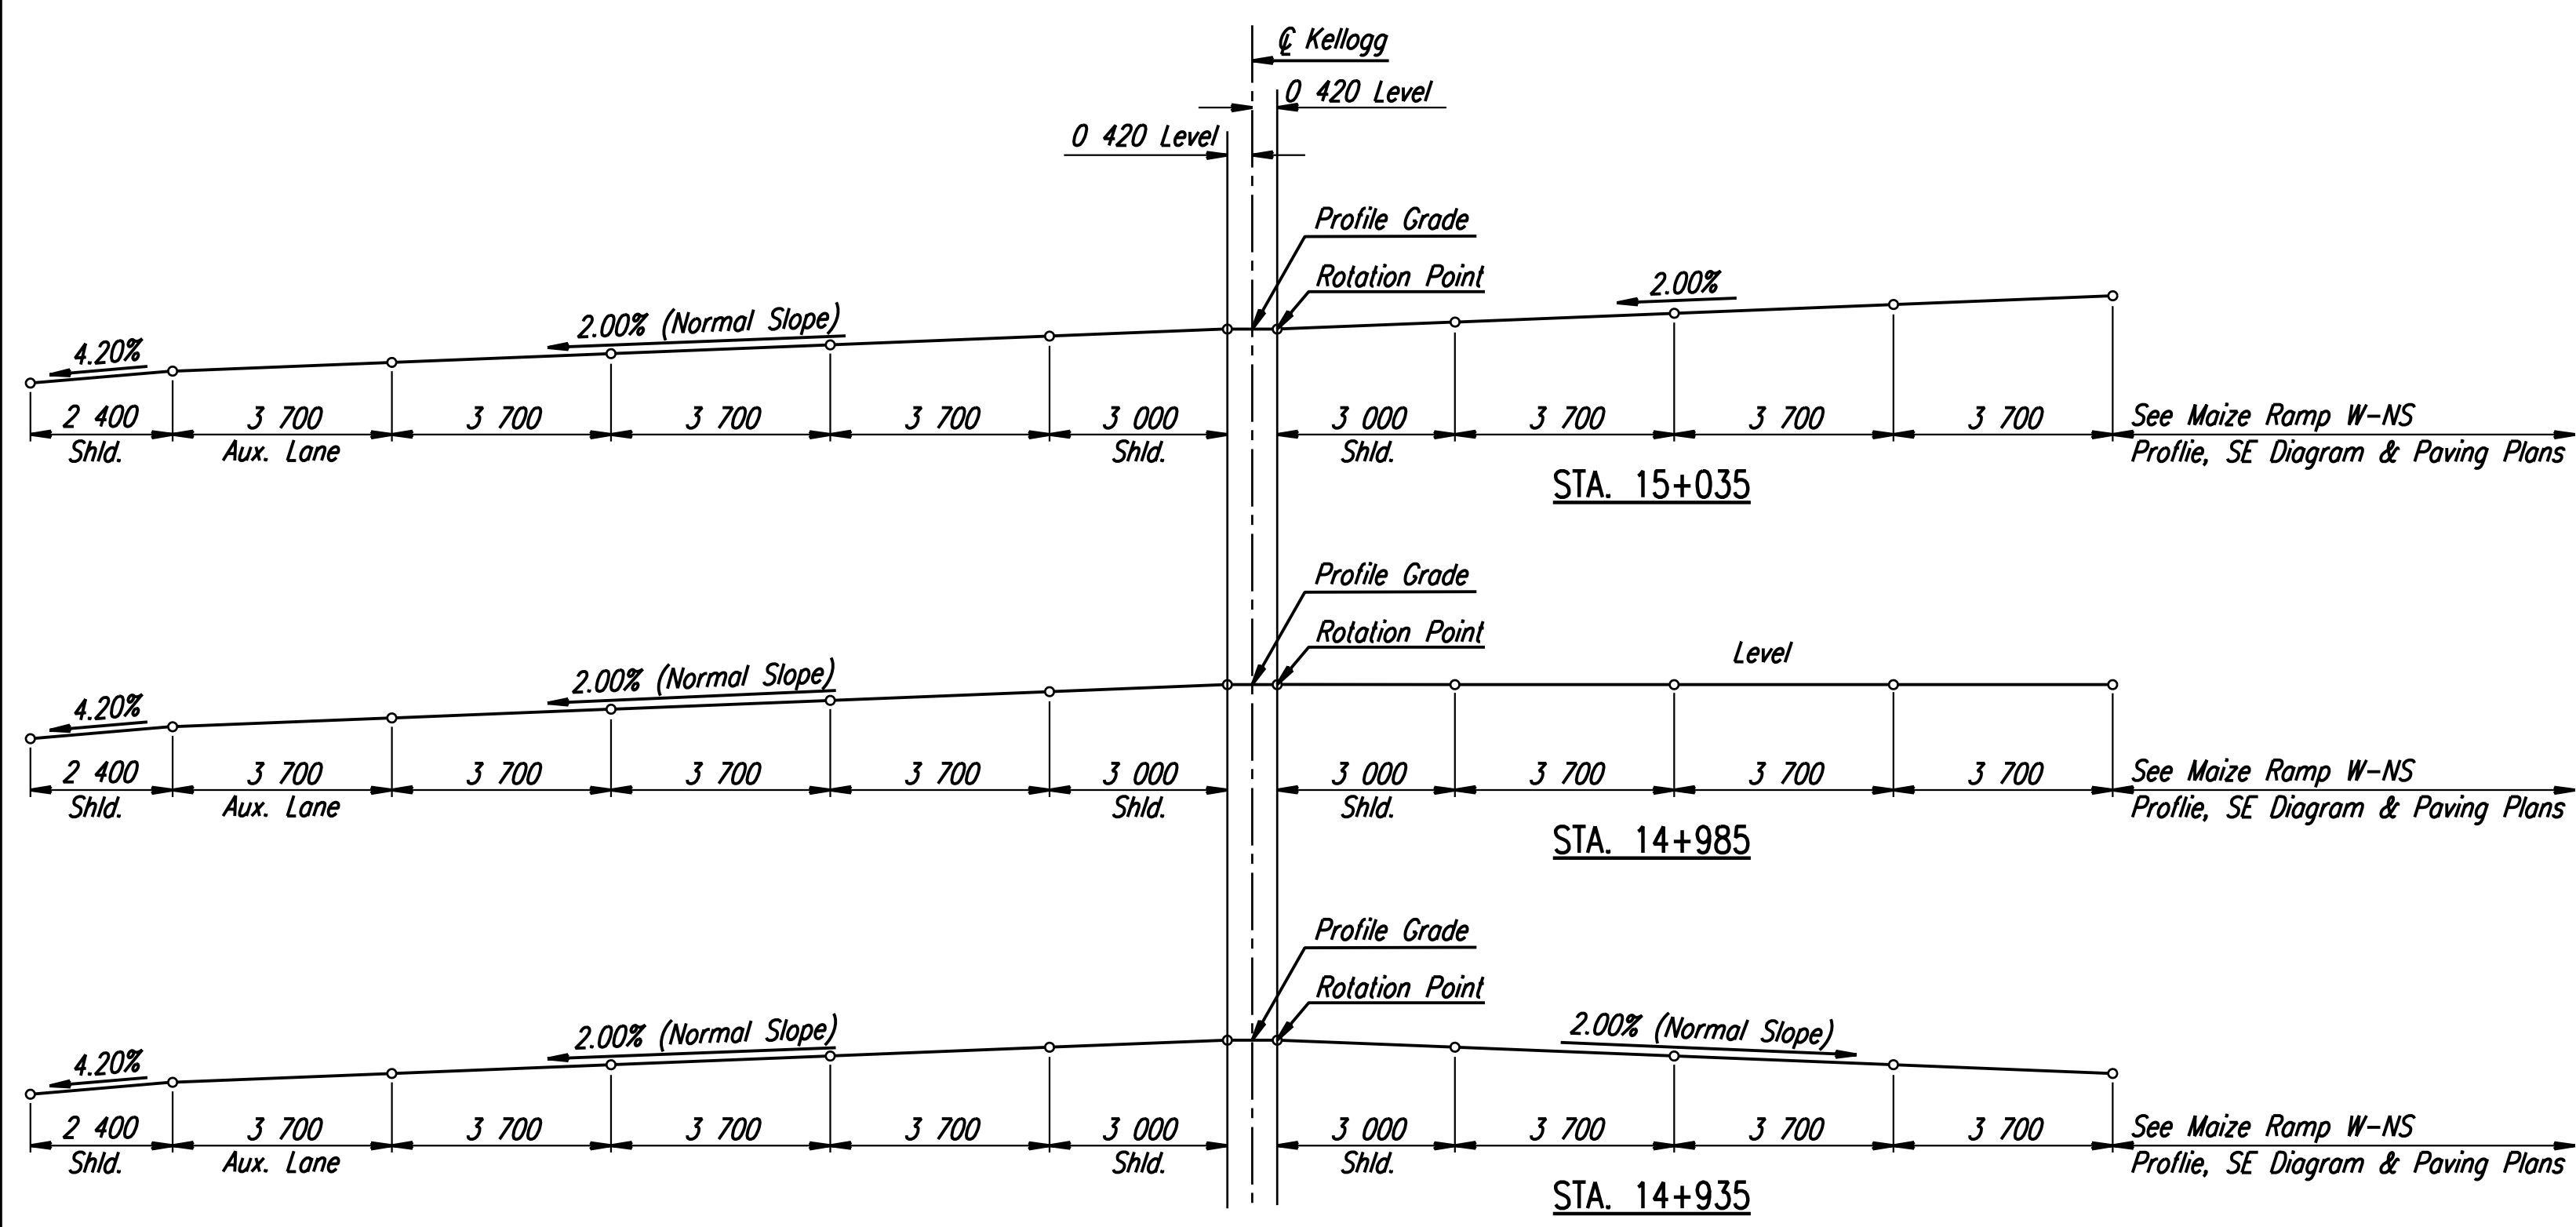 ℄ Kellogg
0 420 Level
0 420 Level
Profile Grade
Rotation Point
2.00%
2.00% (Normal Slope)
4.20%
2 400 3 700 3 700 3 700 3 700 3 000 3 000 3 700 3 700 3 700 See Maize Ramp W-NS
Shld. Aux. Lane Shld. Shld. Proflie, SE Diagram & Paving Plans
STA. 15+035
Profile Grade
Rotation Point
Level
2.00% (Normal Slope)
4.20%
2 400 3 700 3 700 3 700 3 700 3 000 3 000 3 700 3 700 3 700 See Maize Ramp W-NS
Shld. Aux. Lane Shld. Shld. Proflie, SE Diagram & Paving Plans
STA. 14+985
Profile Grade
Rotation Point
2.00% (Normal Slope) 2.00% (Normal Slope)
4.20%
2 400 3 700 3 700 3 700 3 700 3 000 3 000 3 700 3 700 3 700 See Maize Ramp W-NS
Shld. Aux. Lane Shld. Shld. Proflie, SE Diagram & Paving Plans
STA. 14+935